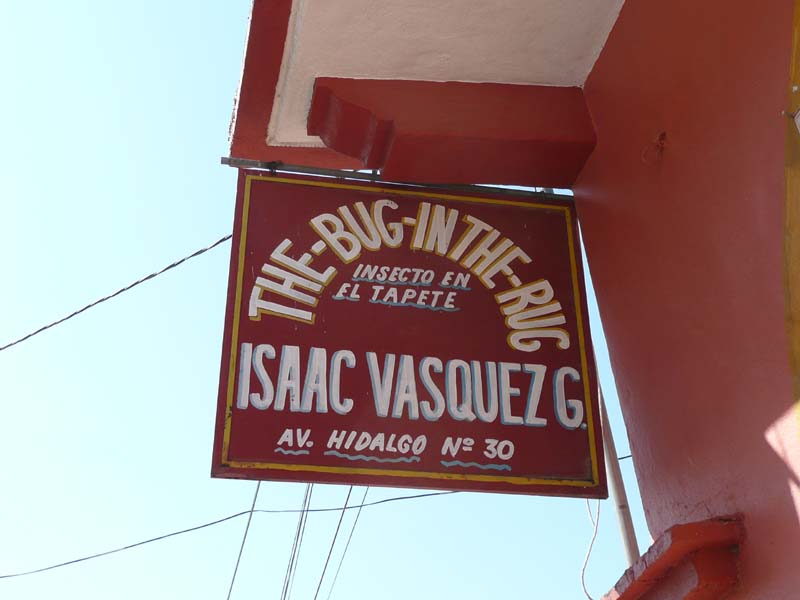 THE-BUG-IN THE-RUG
INSECTO EN
EL TAPETE
ISAAC VASQUEZ G.
AV. HIDALGO Nº 30